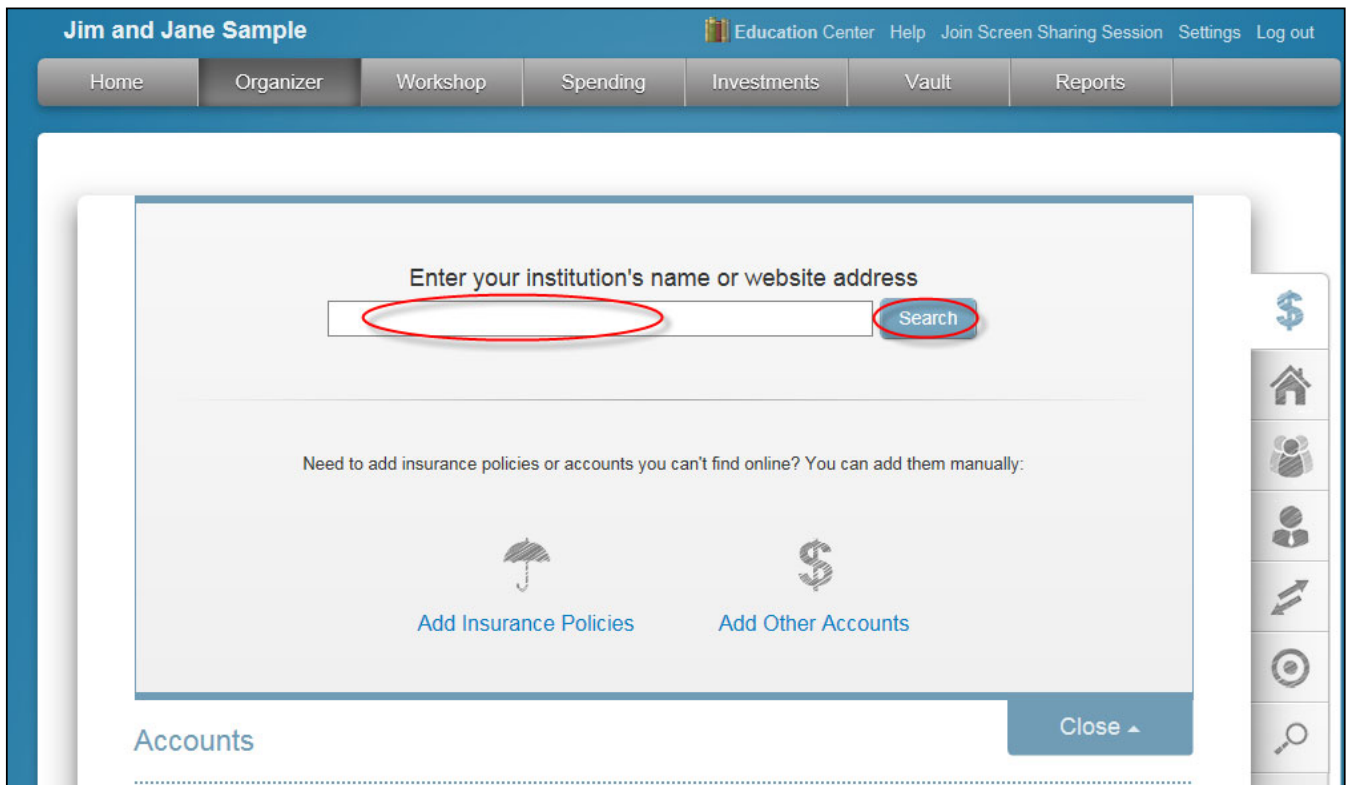 Jim and Jane Sample
Education Center Help Join Screen Sharing Session Settings Log out
Home Organizer Workshop Spending Investments Vault Reports
Enter your institution's name or website address
Search
Need to add insurance policies or accounts you can't find online? You can add them manually:
Add Insurance Policies Add Other Accounts
Close
Accounts